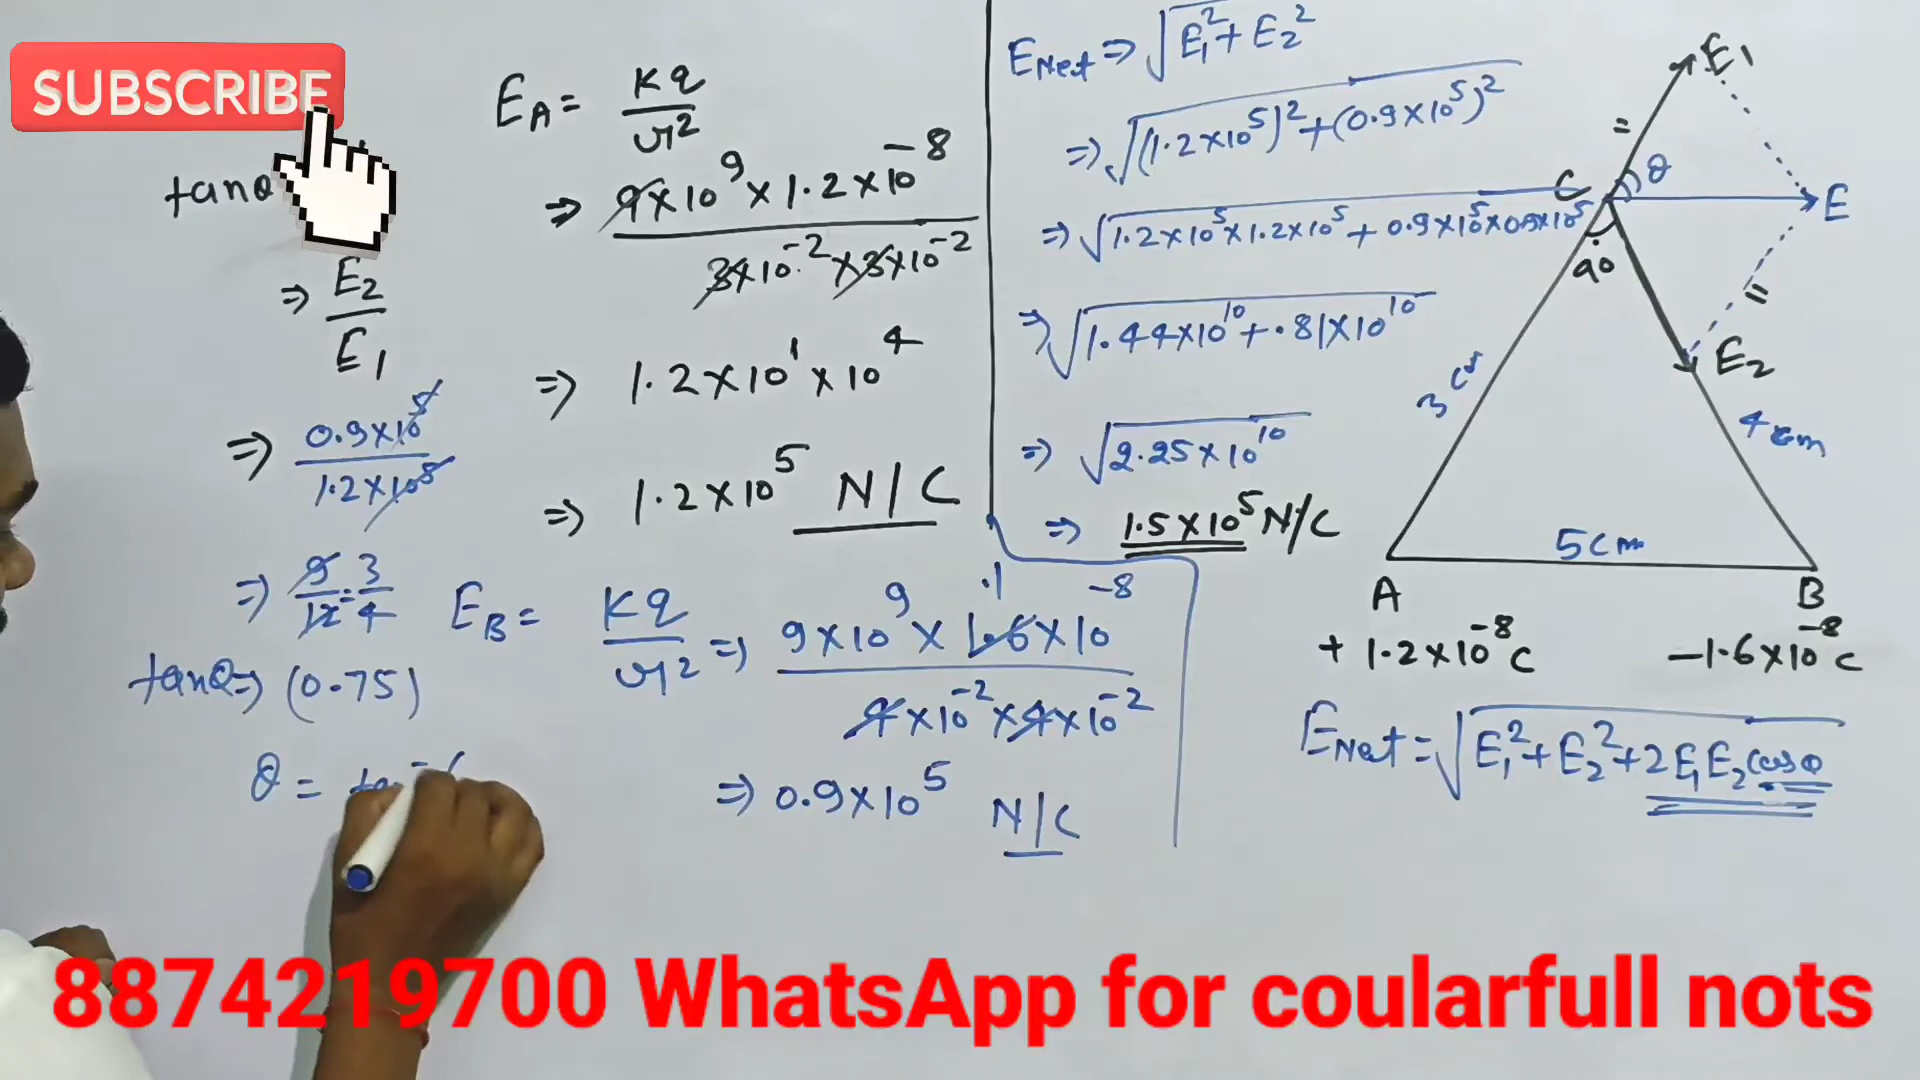 SUBSCRIBE
tanθ
⇒ E₂/E₁
⇒ 0.9×10⁵/1.2×10⁵
⇒ 9/12 = 3/4
tanθ ⇒ (0.75)
θ = tan⁻(
E_A = Kq/r²
⇒ 9×10⁹×1.2×10⁻⁸/3×10⁻²×3×10⁻²
⇒ 1.2×10¹×10⁴
⇒ 1.2×10⁵ N/C
E_B = Kq/r² ⇒ 9×10⁹×1.6×10⁻⁸/4×10⁻²×4×10⁻²
.1
⇒ 0.9×10⁵ N/C
E_Net ⇒ √E₁²+E₂²
⇒ √(1.2×10⁵)²+(0.9×10⁵)²
⇒ √1.2×10⁵×1.2×10⁵+0.9×10⁵×0.9×10⁵
⇒ √1.44×10¹⁰+.81×10¹⁰
⇒ √2.25×10¹⁰
⇒ 1.5×10⁵ N/C
E₁
=
C
θ
E
90
=
E₂
3
4cm
5cm
A
B
+ 1.2×10⁻⁸ C
−1.6×10⁻⁸ C
E_Net = √E₁²+E₂²+2E₁E₂cosθ
8874219700 WhatsApp for coularfull nots